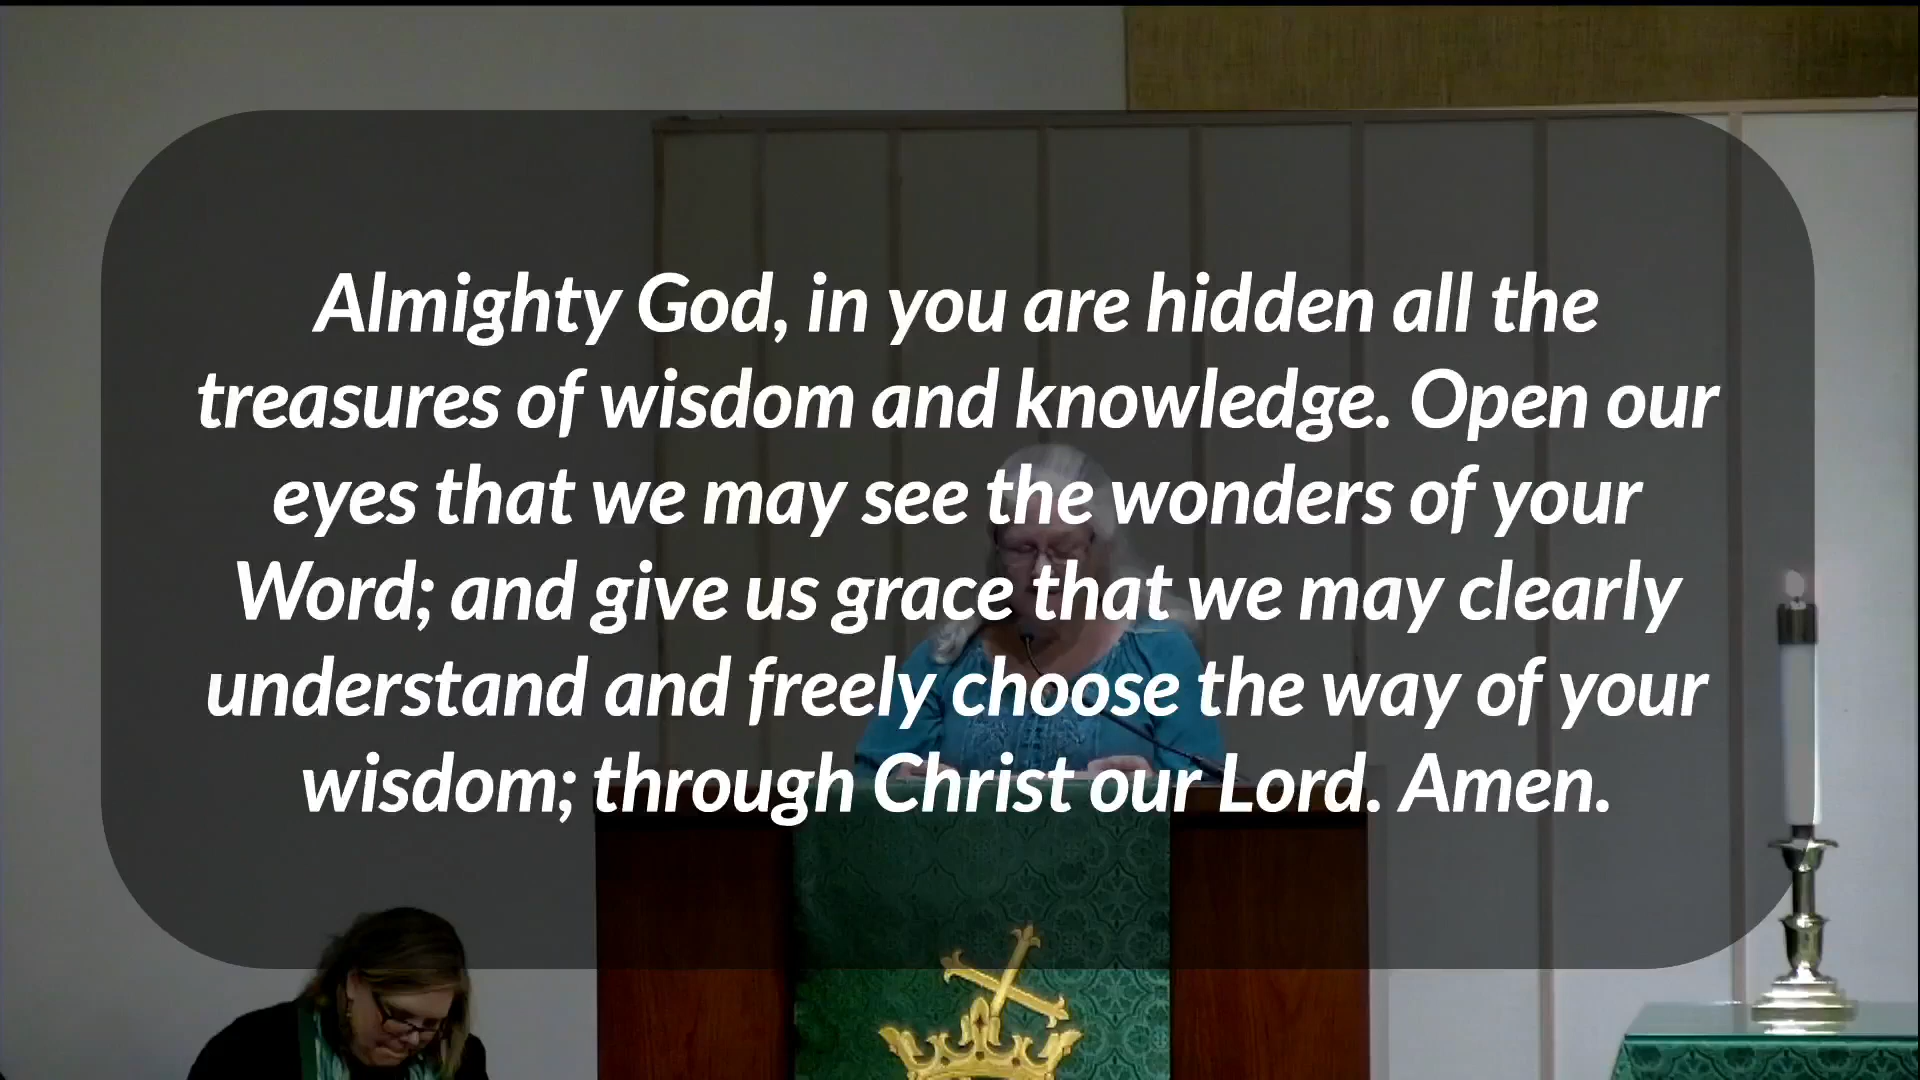 Almighty God, in you are hidden all the
treasures of wisdom and knowledge. Open our
eyes that we may see the wonders of your
Word; and give us grace that we may clearly
understand and freely choose the way of your
wisdom; through Christ our Lord. Amen.